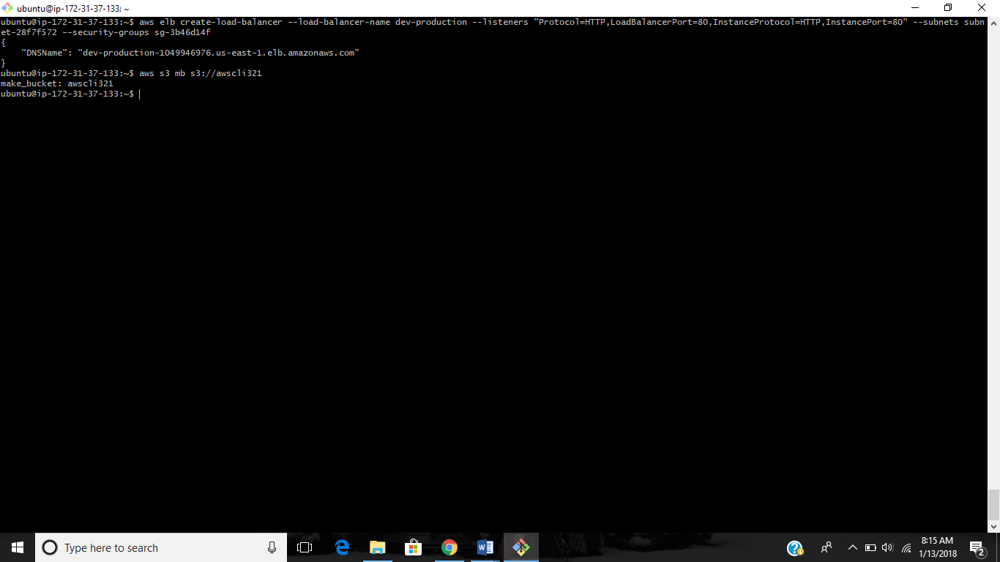 ubuntu@ip-172-31-37-133: ~
ubuntu@ip-172-31-37-133:~$ aws elb create-load-balancer --load-balancer-name dev-production --listeners "Protocol=HTTP,LoadBalancerPort=80,InstanceProtocol=HTTP,InstancePort=80" --subnets subn
et-28f7f572 --security-groups sg-3b46d14f
{
    "DNSName": "dev-production-1049946976.us-east-1.elb.amazonaws.com"
}
ubuntu@ip-172-31-37-133:~$ aws s3 mb s3://awscli321
make_bucket: awscli321
ubuntu@ip-172-31-37-133:~$
Type here to search
8:15 AM
1/13/2018
2